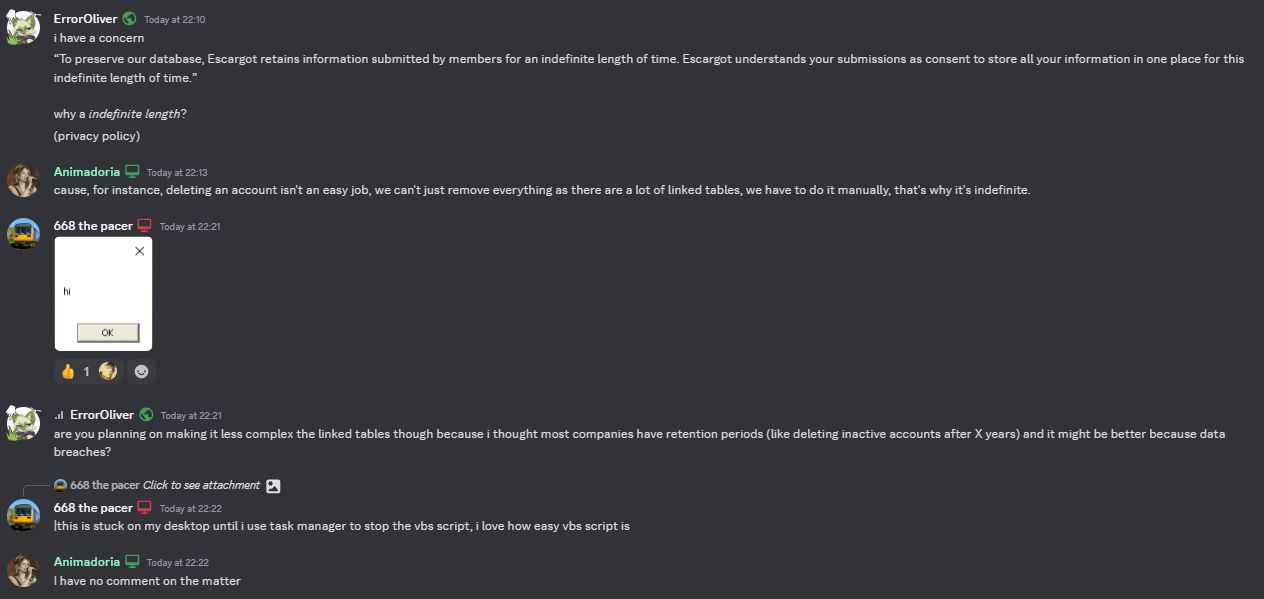 ErrorOliver Today at 22:10
i have a concern
“To preserve our database, Escargot retains information submitted by members for an indefinite length of time. Escargot understands your submissions as consent to store all your information in one place for this
indefinite length of time.”
why a indefinite length?
(privacy policy)
Animadoria Today at 22:13
cause, for instance, deleting an account isn't an easy job, we can't just remove everything as there are a lot of linked tables, we have to do it manually, that's why it's indefinite.
668 the pacer Today at 22:21
hi
OK
1
ErrorOliver Today at 22:21
are you planning on making it less complex the linked tables though because i thought most companies have retention periods (like deleting inactive accounts after X years) and it might be better because data
breaches?
668 the pacer Click to see attachment
668 the pacer Today at 22:22
this is stuck on my desktop until i use task manager to stop the vbs script, i love how easy vbs script is
Animadoria Today at 22:22
I have no comment on the matter